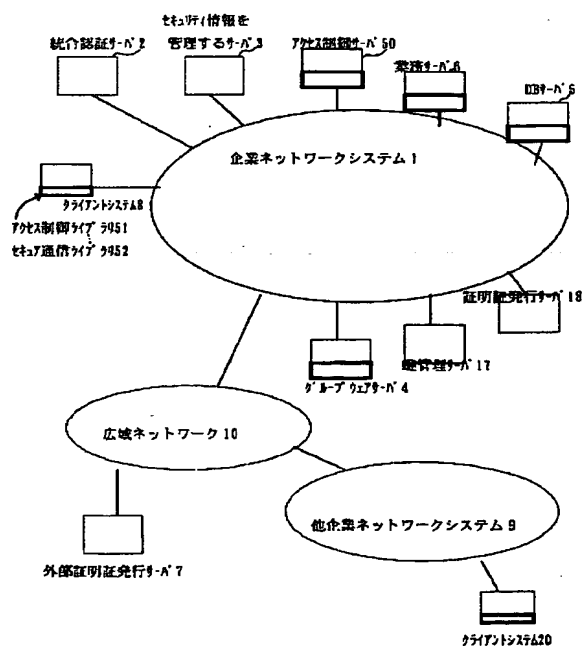 セキュリティ情報を
管理するサーバ3
統合認証サーバ2
アクセス制御サーバ50
業務サーバ6
DBサーバ5
企業ネットワークシステム1
クライアントシステム8
アクセス制御ライブラリ51
セキュア通信ライブラリ52
証明証発行サーバ18
鍵管理サーバ17
グループウェアサーバ4
広域ネットワーク10
他企業ネットワークシステム9
外部証明証発行サーバ7
クライアントシステム20